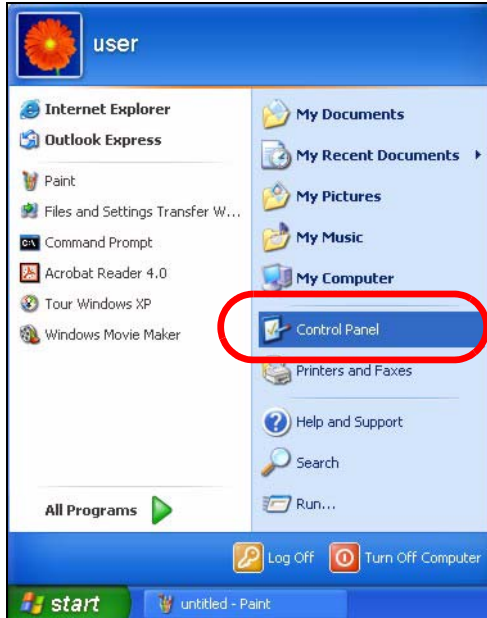 user
Internet Explorer
Outlook Express
Paint
Files and Settings Transfer W...
Command Prompt
Acrobat Reader 4.0
Tour Windows XP
Windows Movie Maker
All Programs
My Documents
My Recent Documents
My Pictures
My Music
My Computer
Control Panel
Printers and Faxes
Help and Support
Search
Run...
Log Off
Turn Off Computer
start
untitled - Paint